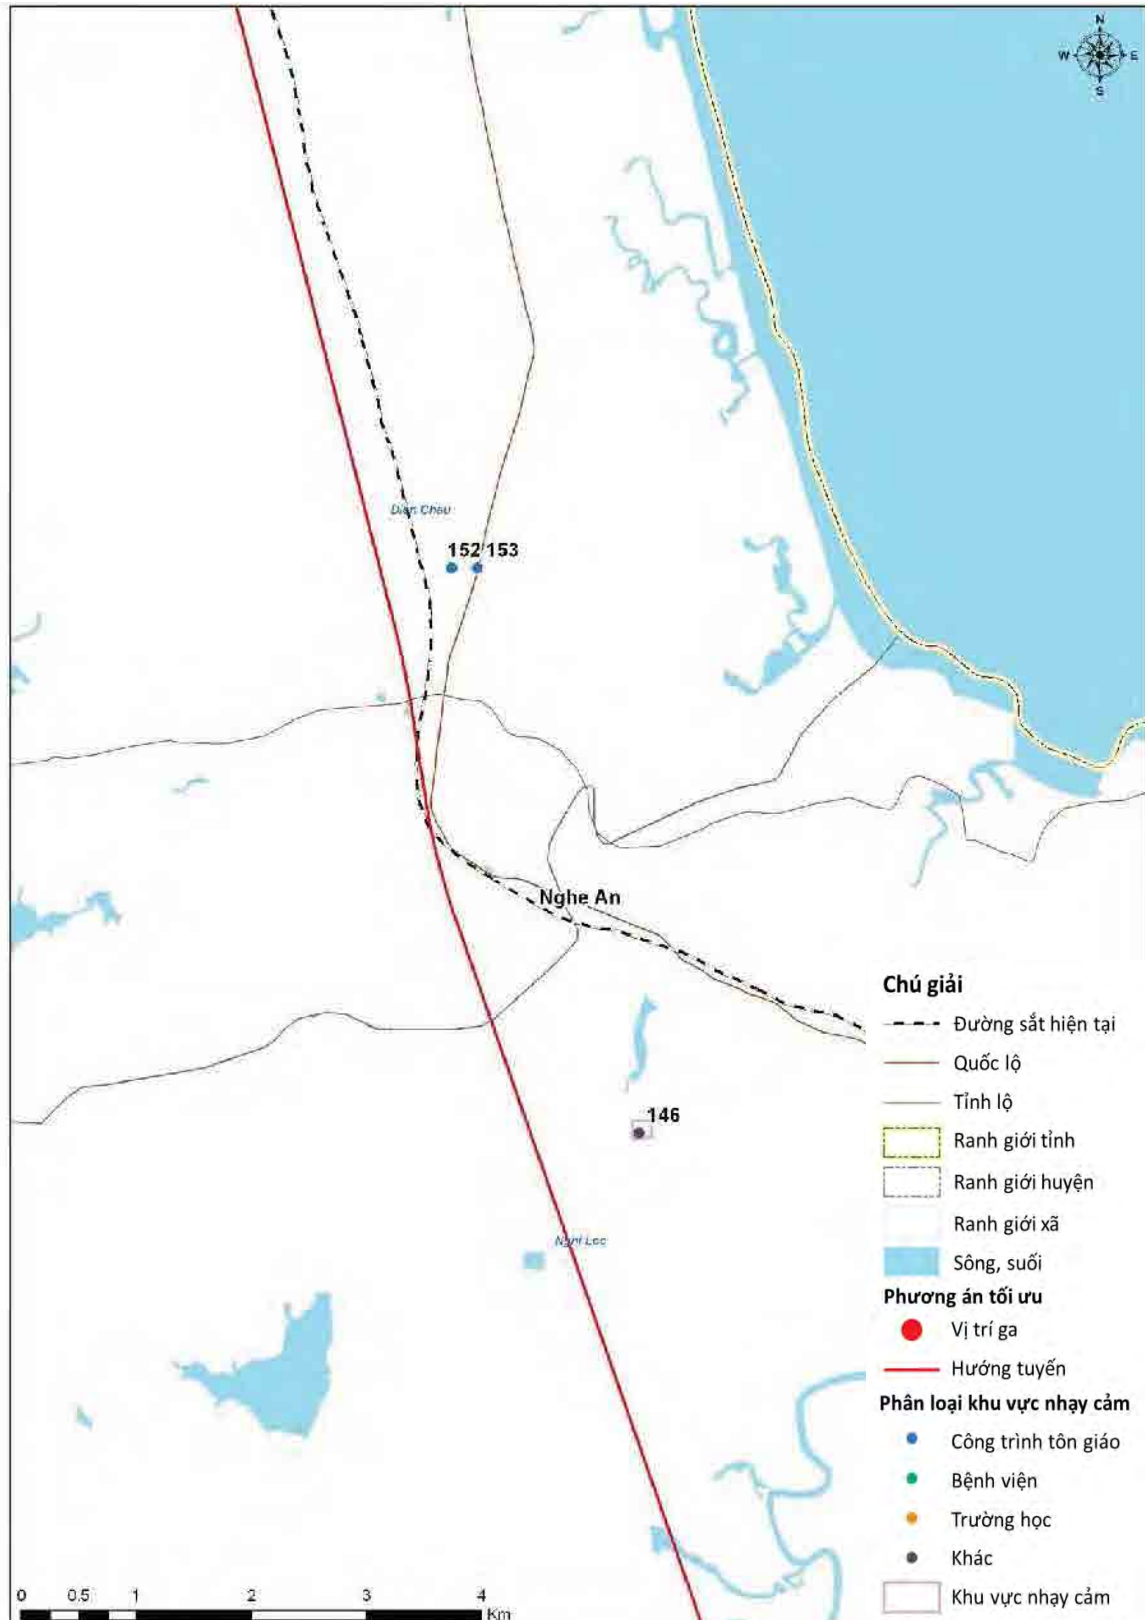 N
W E
S
Dien Chau
152 153
Nghe An
146
Nghi Loc
Chú giải
Đường sắt hiện tại
Quốc lộ
Tỉnh lộ
Ranh giới tỉnh
Ranh giới huyện
Ranh giới xã
Sông, suối
Phương án tối ưu
Vị trí ga
Hướng tuyến
Phân loại khu vực nhạy cảm
Công trình tôn giáo
Bệnh viện
Trường học
Khác
Khu vực nhạy cảm
0 0.5 1 2 3 4
Km